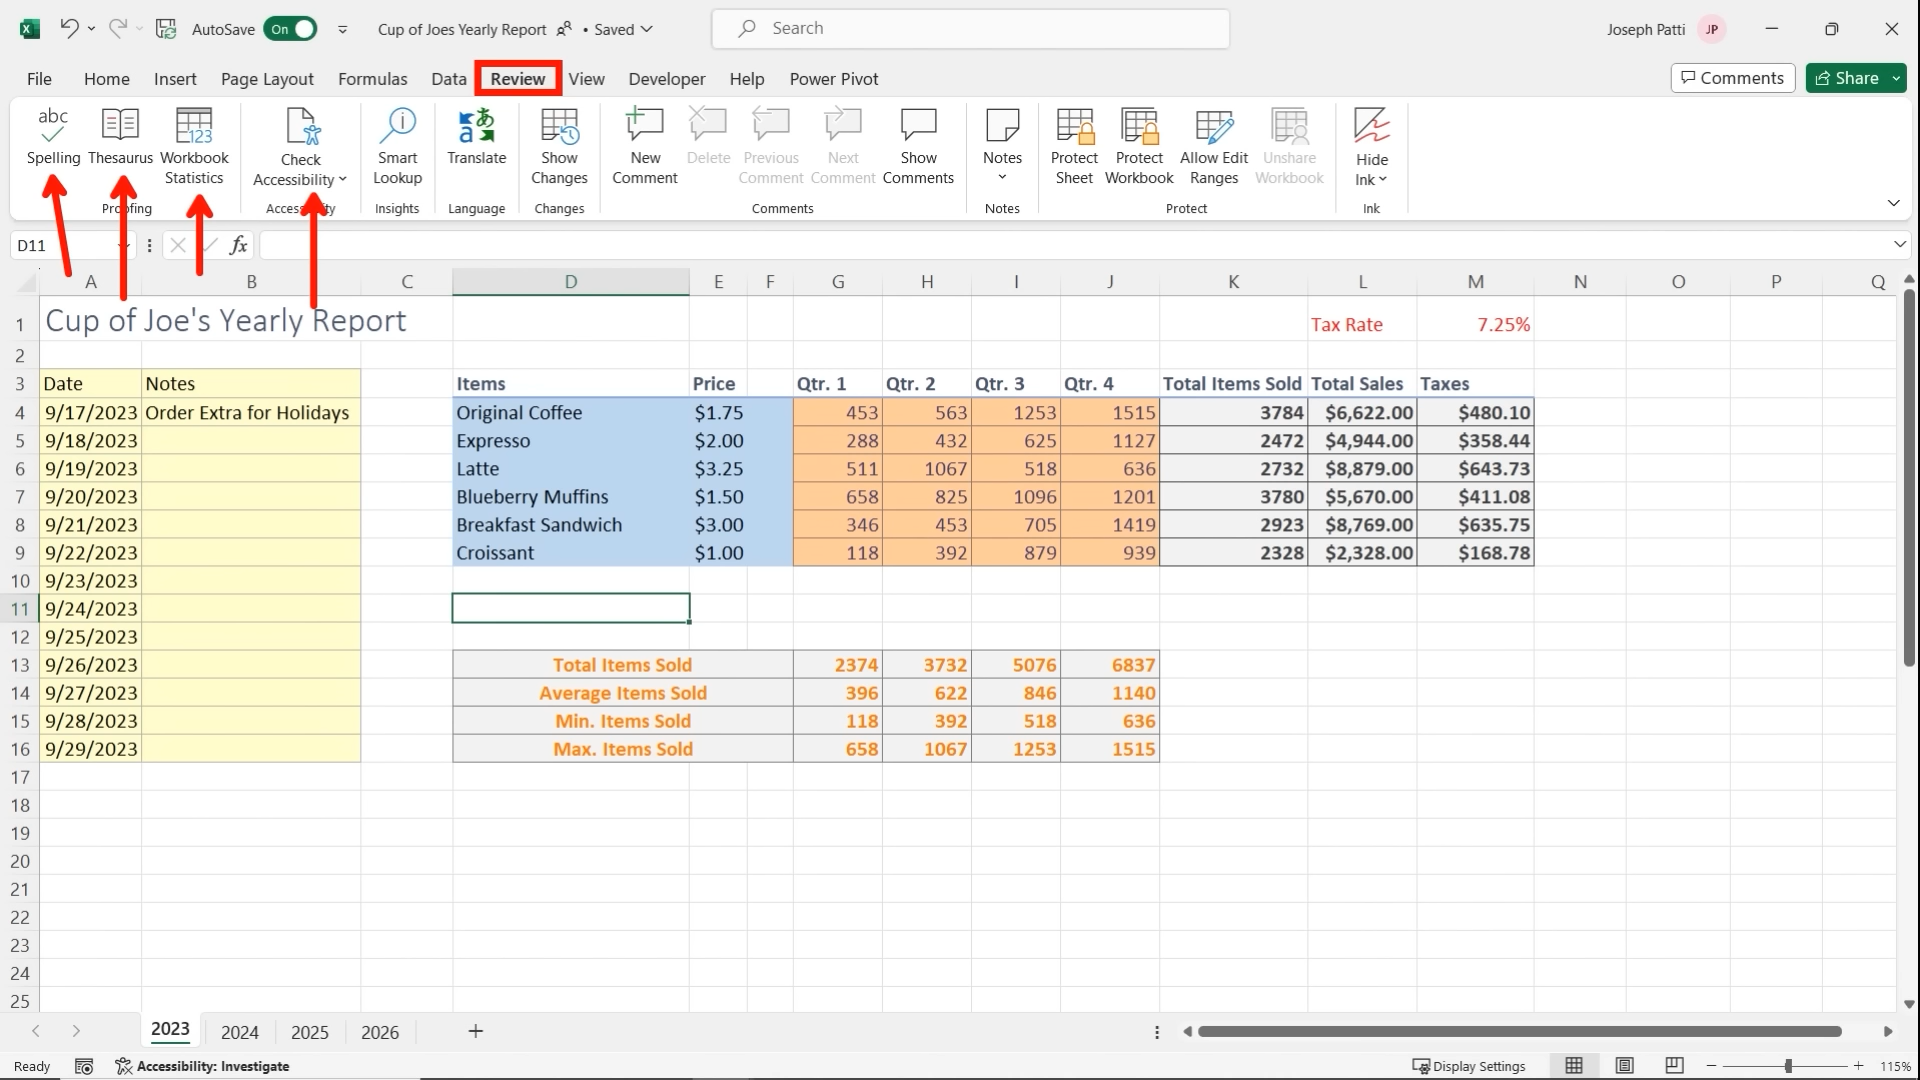 AutoSave On Cup of Joes Yearly Report • Saved Search Joseph Patti JP
File Home Insert Page Layout Formulas Data Review View Developer Help Power Pivot Comments Share
abc
Spelling Thesaurus Workbook Statistics Check Accessibility Smart Lookup Translate Show Changes New Comment Delete Previous Comment Next Comment Show Comments Notes Protect Sheet Protect Workbook Allow Edit Ranges Unshare Workbook Hide Ink
Proofing Accessibility Insights Language Changes Comments Notes Protect Ink
D11 fx
A B C D E F G H I J K L M N O P Q
1 Cup of Joe's Yearly Report Tax Rate 7.25%
2
3 Date Notes Items Price Qtr. 1 Qtr. 2 Qtr. 3 Qtr. 4 Total Items Sold Total Sales Taxes
4 9/17/2023 Order Extra for Holidays Original Coffee $1.75 453 563 1253 1515 3784 $6,622.00 $480.10
5 9/18/2023 Expresso $2.00 288 432 625 1127 2472 $4,944.00 $358.44
6 9/19/2023 Latte $3.25 511 1067 518 636 2732 $8,879.00 $643.73
7 9/20/2023 Blueberry Muffins $1.50 658 825 1096 1201 3780 $5,670.00 $411.08
8 9/21/2023 Breakfast Sandwich $3.00 346 453 705 1419 2923 $8,769.00 $635.75
9 9/22/2023 Croissant $1.00 118 392 879 939 2328 $2,328.00 $168.78
10 9/23/2023
11 9/24/2023
12 9/25/2023
13 9/26/2023 Total Items Sold 2374 3732 5076 6837
14 9/27/2023 Average Items Sold 396 622 846 1140
15 9/28/2023 Min. Items Sold 118 392 518 636
16 9/29/2023 Max. Items Sold 658 1067 1253 1515
17
18
19
20
21
22
23
24
25
2023 2024 2025 2026
Ready Accessibility: Investigate Display Settings 115%